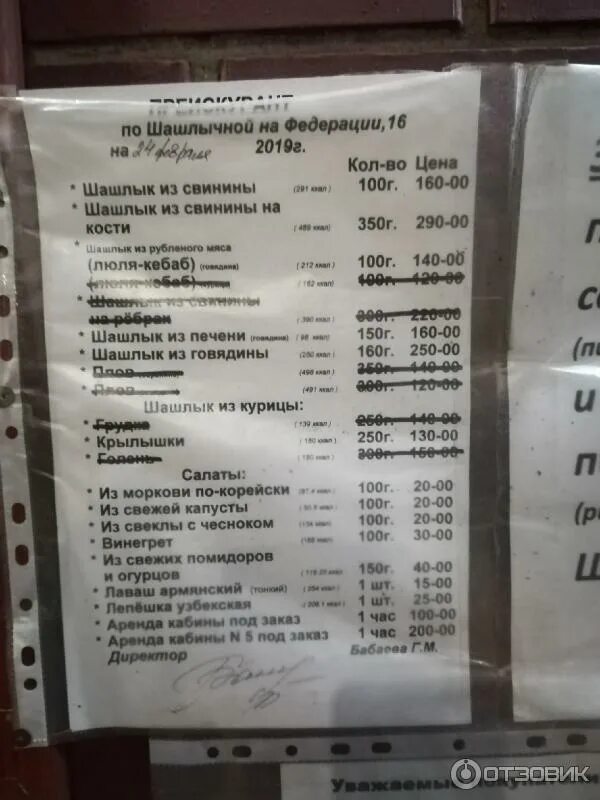 ПРЕЙСКУРАНТ
по Шашлычной на Федерации,16
на 24 февраля 2019г.
Кол-во Цена
* Шашлык из свинины (291 ккал) 100г. 160-00
* Шашлык из свинины на
кости (489 ккал) 350г. 290-00
* Шашлык из рубленого мяса
(люля-кебаб) (говядина) (212 ккал) 100г. 140-00
(люля-кебаб) (162 ккал) 100г. 120-00
* Шашлык из свинины
на рёбрах (390 ккал) 300г. 220-00
* Шашлык из печени (говядина) (98 ккал) 150г. 160-00
* Шашлык из говядины (250 ккал) 160г. 250-00
* Плов (498 ккал) 350г. 140-00
* Плов (491 ккал) 300г. 120-00
Шашлык из курицы:
* Грудка (139 ккал) 250г. 140-00
* Крылышки (180 ккал) 250г. 130-00
* Голень (180 ккал) 300г. 150-00
Салаты:
* Из моркови по-корейски 100г. 20-00
* Из свежей капусты 100г. 20-00
* Из свеклы с чесноком 100г. 20-00
* Винегрет 100г. 30-00
* Из свежих помидоров
и огурцов 150г. 40-00
* Лаваш армянский (тонкий) (254 ккал) 1 шт. 15-00
* Лепёшка узбекская 1 шт. 25-00
* Аренда кабины под заказ 1 час 100-00
* Аренда кабины N 5 под заказ 1 час 200-00
Директор Бабаева Г.М.
с
(п
и
п
(р
Ш
Уважаемые покупатели
ОТЗОВИК